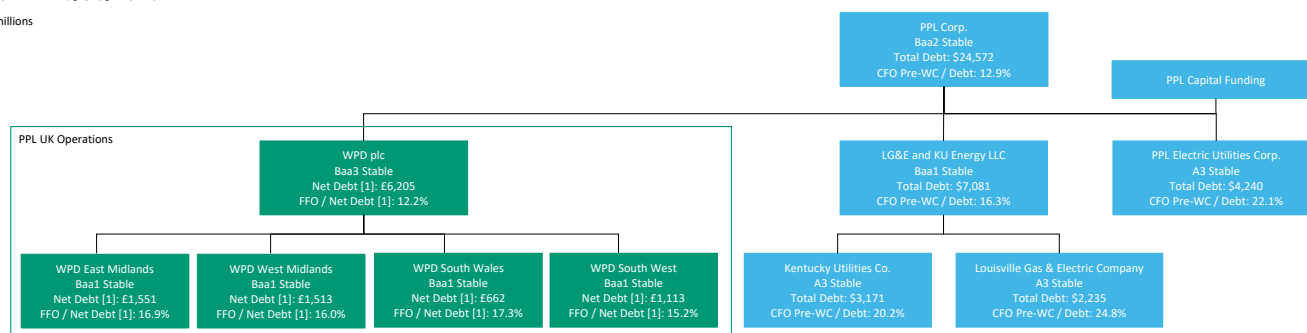 millions
PPL Corp.
Baa2 Stable
Total Debt: $24,572
CFO Pre-WC / Debt: 12.9%
PPL Capital Funding
PPL UK Operations
WPD plc
Baa3 Stable
Net Debt [1]: £6,205
FFO / Net Debt [1]: 12.2%
LG&E and KU Energy LLC
Baa1 Stable
Total Debt: $7,081
CFO Pre-WC / Debt: 16.3%
PPL Electric Utilities Corp.
A3 Stable
Total Debt: $4,240
CFO Pre-WC / Debt: 22.1%
WPD East Midlands
Baa1 Stable
Net Debt [1]: £1,551
FFO / Net Debt [1]: 16.9%
WPD West Midlands
Baa1 Stable
Net Debt [1]: £1,513
FFO / Net Debt [1]: 16.0%
WPD South Wales
Baa1 Stable
Net Debt [1]: £662
FFO / Net Debt [1]: 17.3%
WPD South West
Baa1 Stable
Net Debt [1]: £1,113
FFO / Net Debt [1]: 15.2%
Kentucky Utilities Co.
A3 Stable
Total Debt: $3,171
CFO Pre-WC / Debt: 20.2%
Louisville Gas & Electric Company
A3 Stable
Total Debt: $2,235
CFO Pre-WC / Debt: 24.8%